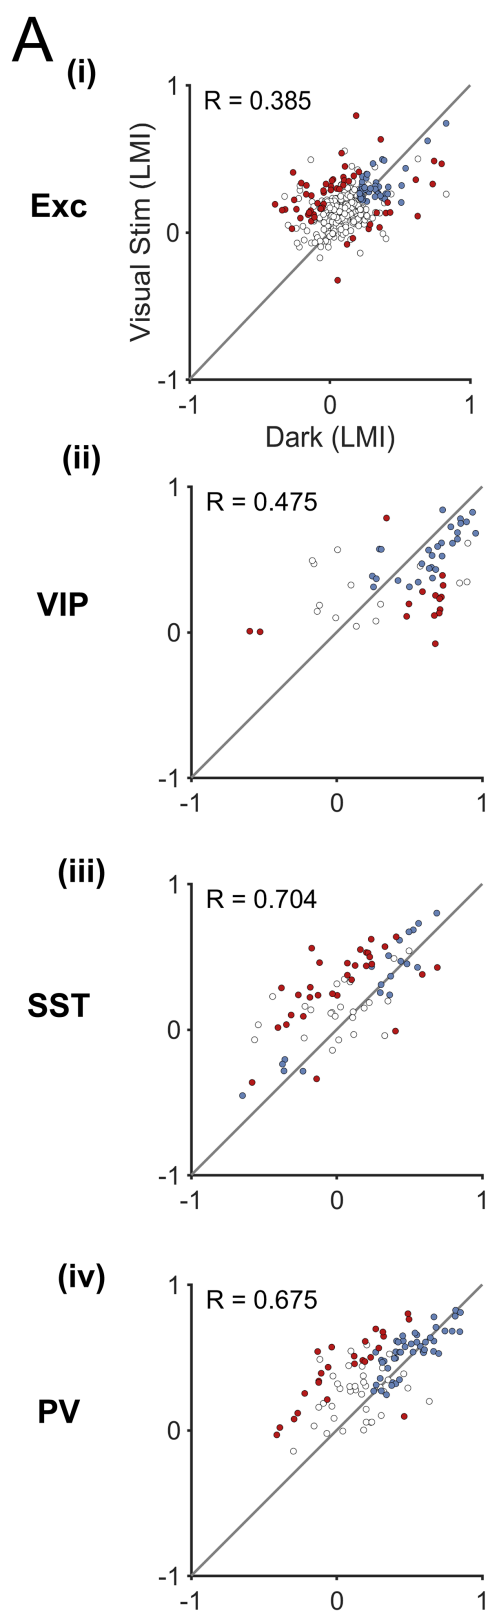 A
(i)
1
R = 0.385
Exc
Visual Stim (LMI)
0
-1
-1 0 1
Dark (LMI)
(ii)
1
R = 0.475
VIP
0
-1
-1 0 1
(iii)
1
R = 0.704
SST
0
-1
-1 0 1
(iv)
1
R = 0.675
PV
0
-1
-1 0 1